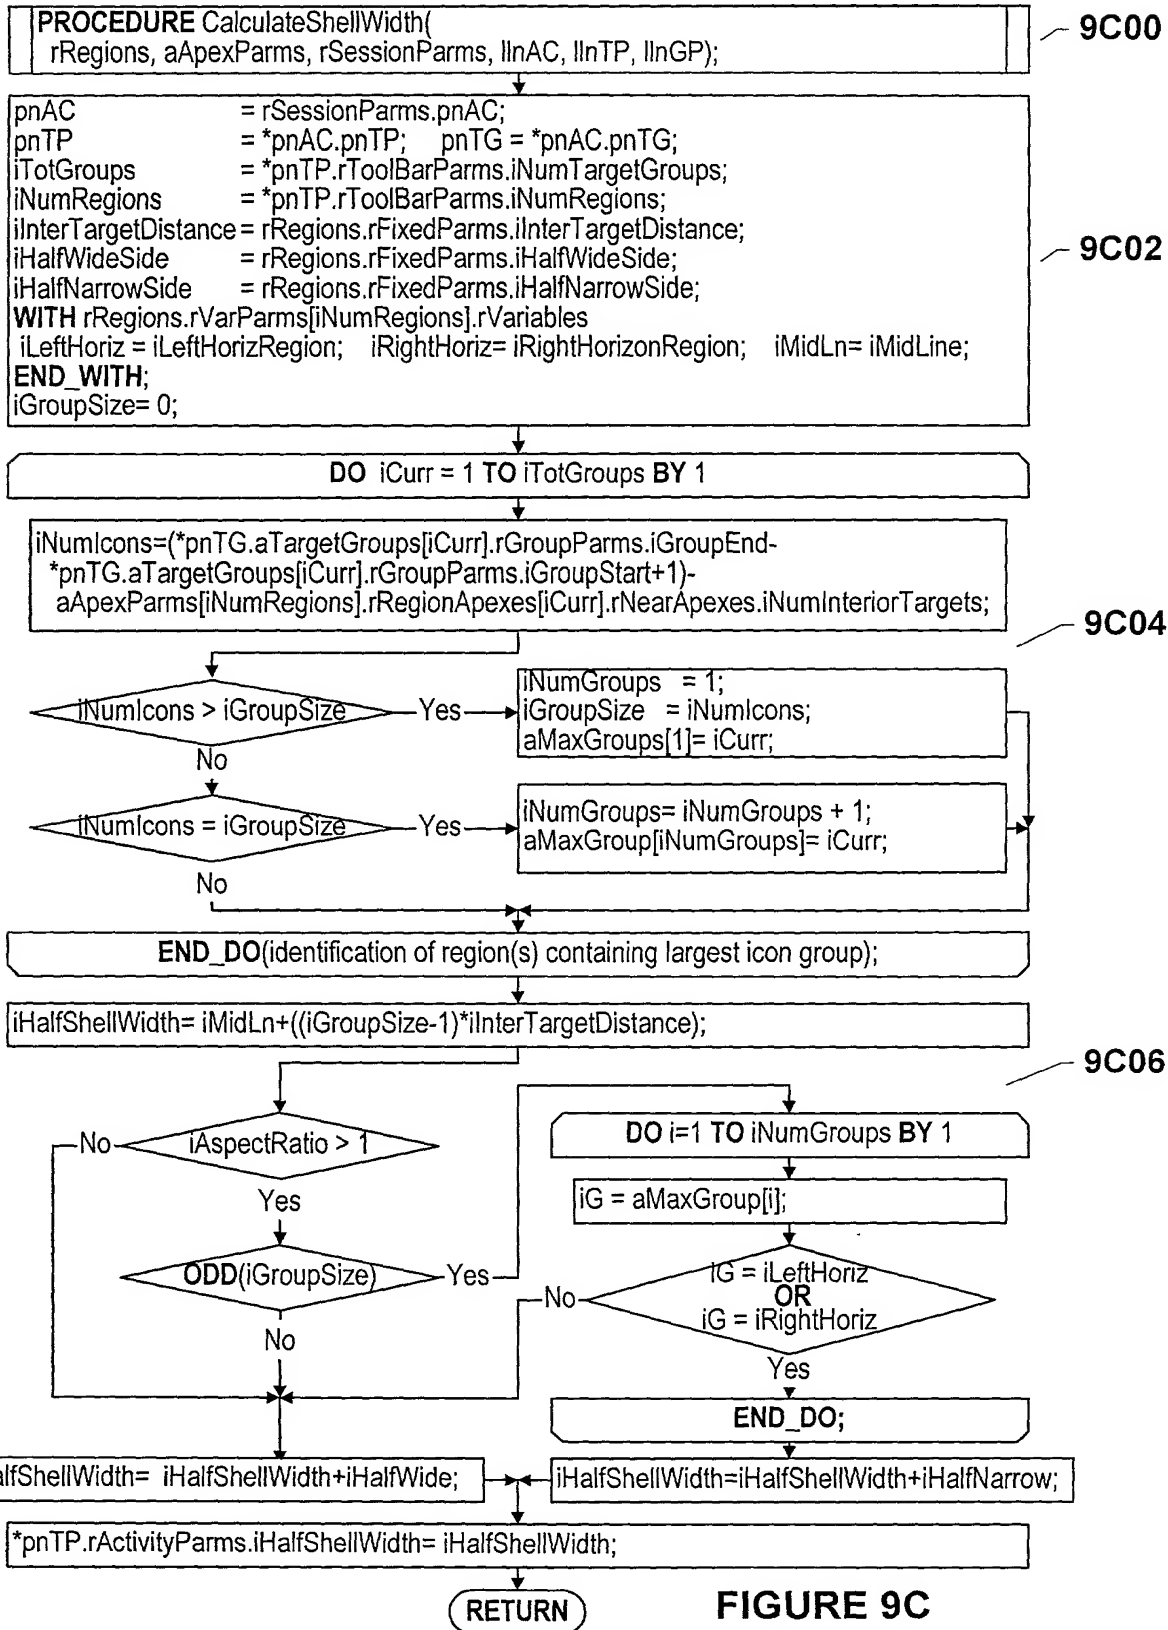 PROCEDURE CalculateShellWidth(
rRegions, aApexParms, rSessionParms, lInAC, lInTP, lInGP);
9C00
pnAC = rSessionParms.pnAC;
pnTP = *pnAC.pnTP; pnTG = *pnAC.pnTG;
iTotGroups = *pnTP.rToolBarParms.iNumTargetGroups;
iNumRegions = *pnTP.rToolBarParms.iNumRegions;
iInterTargetDistance = rRegions.rFixedParms.iInterTargetDistance;
iHalfWideSide = rRegions.rFixedParms.iHalfWideSide;
9C02
iHalfNarrowSide = rRegions.rFixedParms.iHalfNarrowSide;
WITH rRegions.rVarParms[iNumRegions].rVariables
iLeftHoriz = iLeftHorizRegion; iRightHoriz= iRightHorizonRegion; iMidLn= iMidLine;
END_WITH;
iGroupSize= 0;
DO iCurr = 1 TO iTotGroups BY 1
iNumIcons=(*pnTG.aTargetGroups[iCurr].rGroupParms.iGroupEnd-
*pnTG.aTargetGroups[iCurr].rGroupParms.iGroupStart+1)-
aApexParms[iNumRegions].rRegionApexes[iCurr].rNearApexes.iNumInteriorTargets;
9C04
iNumIcons > iGroupSize
Yes
iNumGroups = 1;
iGroupSize = iNumIcons;
aMaxGroups[1]= iCurr;
No
iNumIcons = iGroupSize
Yes
iNumGroups= iNumGroups + 1;
aMaxGroup[iNumGroups]= iCurr;
No
END_DO(identification of region(s) containing largest icon group);
iHalfShellWidth= iMidLn+((iGroupSize-1)*iInterTargetDistance);
9C06
No
iAspectRatio > 1
DO i=1 TO iNumGroups BY 1
Yes
iG = aMaxGroup[i];
ODD(iGroupSize)
Yes
iG = iLeftHoriz
OR
iG = iRightHoriz
No
No
Yes
END_DO;
alfShellWidth= iHalfShellWidth+iHalfWide;
iHalfShellWidth=iHalfShellWidth+iHalfNarrow;
*pnTP.rActivityParms.iHalfShellWidth= iHalfShellWidth;
RETURN
FIGURE 9C